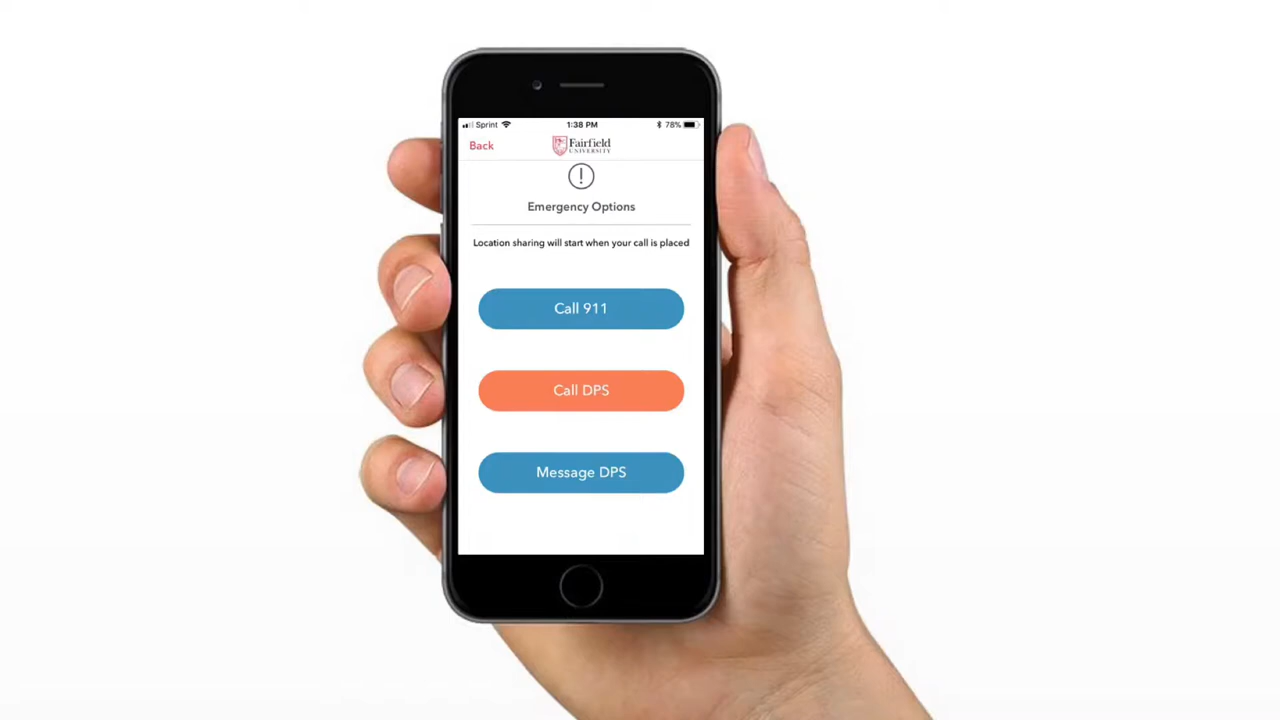 Sprint 1:38 PM 78%
Back Fairfield
UNIVERSITY
Emergency Options
Location sharing will start when your call is placed
Call 911
Call DPS
Message DPS